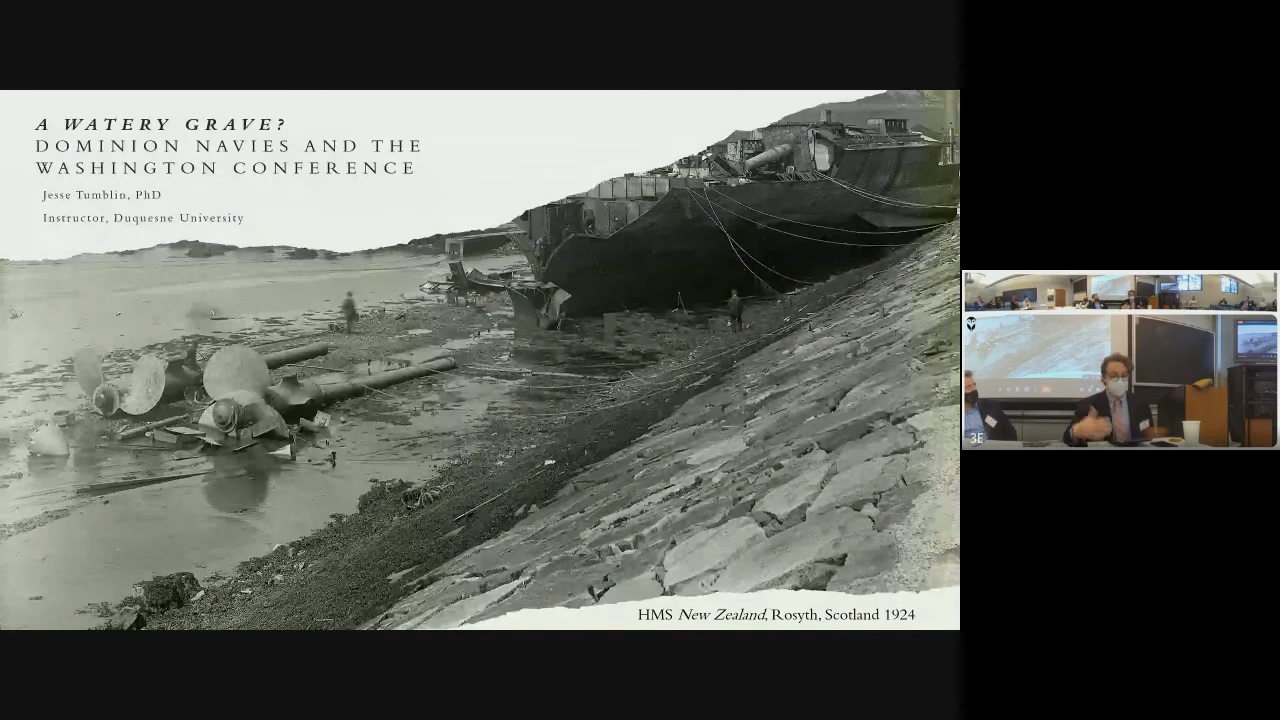 A WATERY GRAVE?
DOMINION NAVIES AND THE
WASHINGTON CONFERENCE
Jesse Tumblin, PhD
Instructor, Duquesne University
HMS New Zealand, Rosyth, Scotland 1924
3E